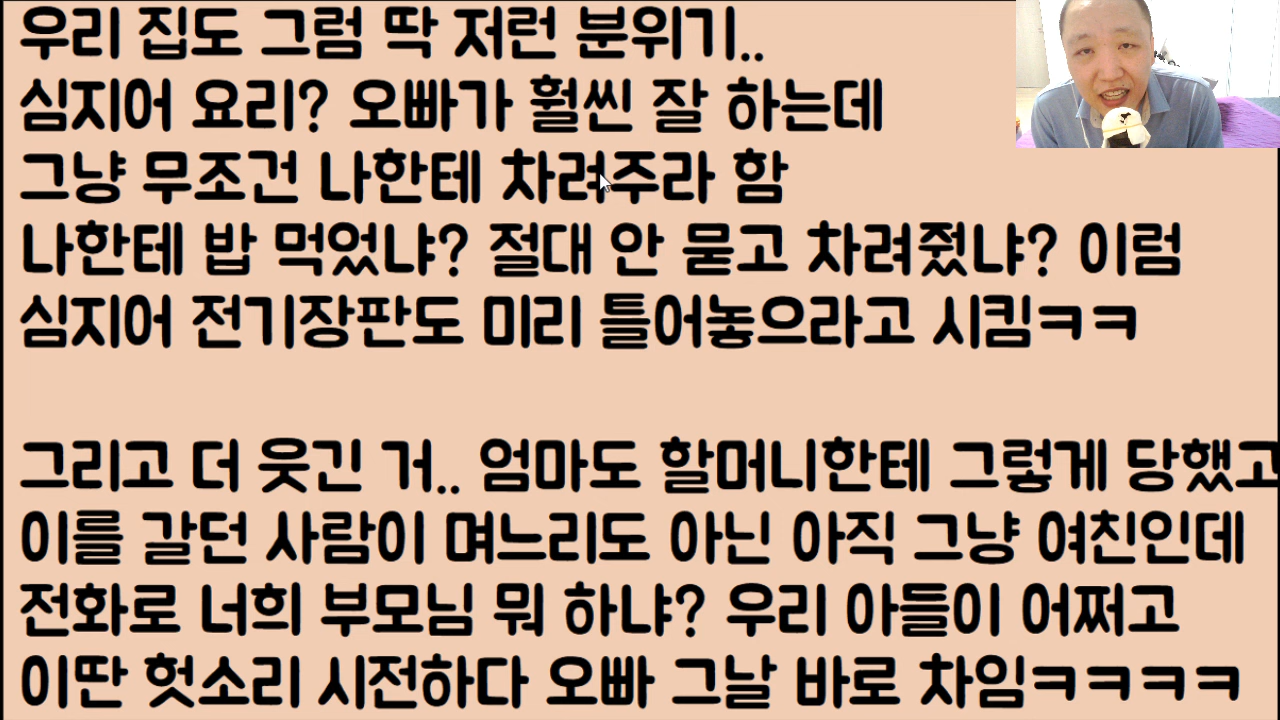 우리 집도 그럼 딱 저런 분위기..
심지어 요리? 오빠가 훨씬 잘 하는데
그냥 무조건 나한테 차려주라 함
나한테 밥 먹었냐? 절대 안 묻고 차려줬냐? 이럼
심지어 전기장판도 미리 틀어놓으라고 시킴ㅋㅋ
그리고 더 웃긴 거.. 엄마도 할머니한테 그렇게 당했고
이를 갈던 사람이 며느리도 아닌 아직 그냥 여친인데
전화로 너희 부모님 뭐 하냐? 우리 아들이 어쩌고
이딴 헛소리 시전하다 오빠 그날 바로 차임ㅋㅋㅋㅋ